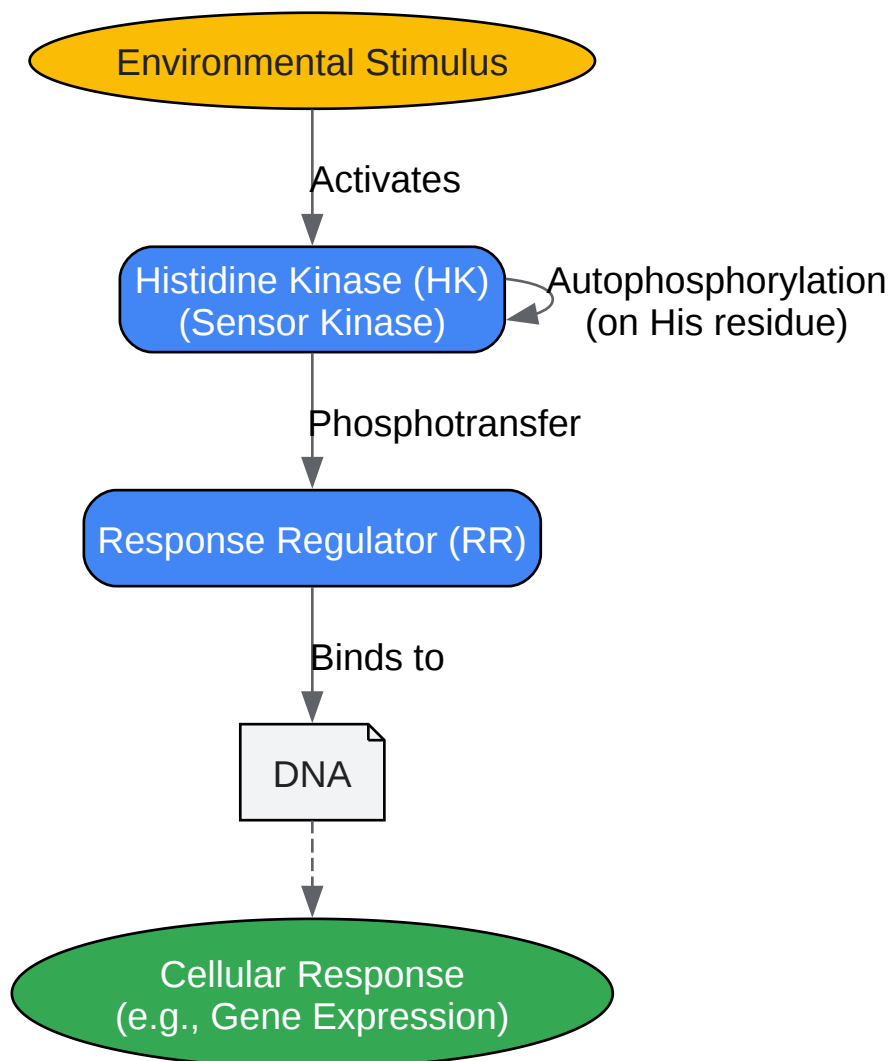 Environmental Stimulus
Activates
Histidine Kinase (HK)
(Sensor Kinase)
Autophosphorylation
(on His residue)
Phosphotransfer
Response Regulator (RR)
Binds to
DNA
Cellular Response
(e.g., Gene Expression)